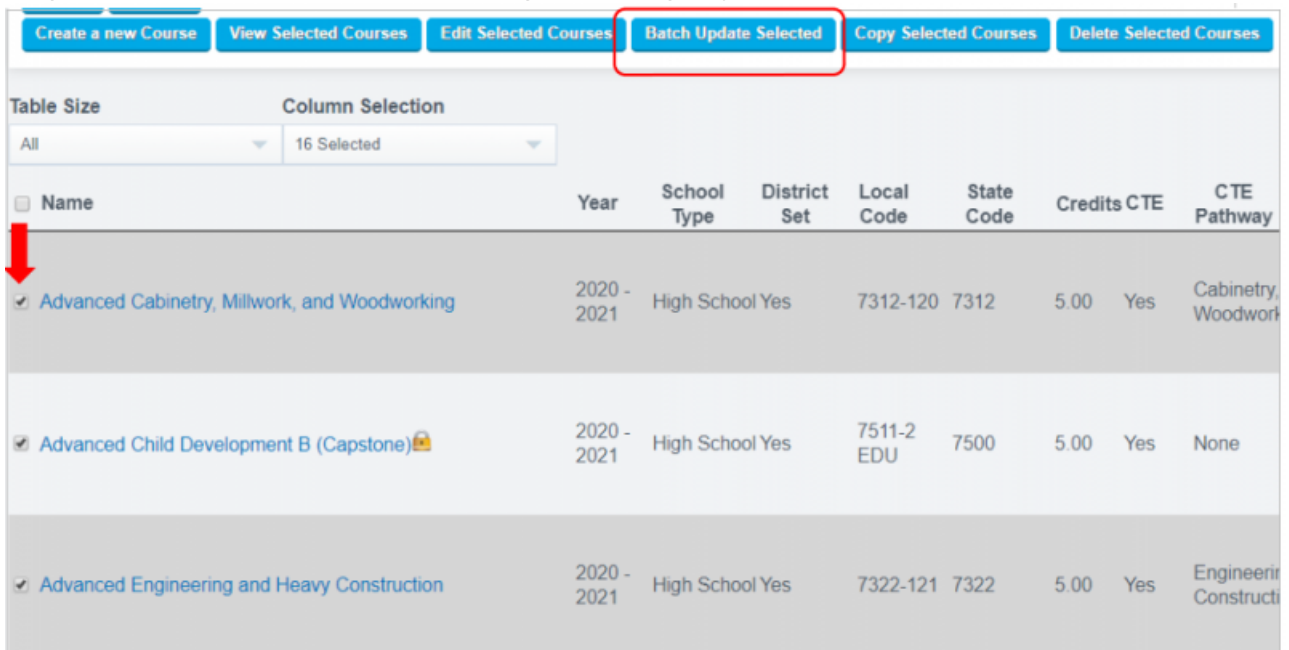 Create a new Course View Selected Courses Edit Selected Courses Batch Update Selected Copy Selected Courses Delete Selected Courses
Table Size Column Selection
All 16 Selected
Name Year School Type District Set Local Code State Code Credits CTE CTE Pathway
Advanced Cabinetry, Millwork, and Woodworking 2020 - 2021 High School Yes 7312-120 7312 5.00 Yes Cabinetry,
Advanced Child Development B (Capstone) 2020 - 2021 High School Yes 7511-2 EDU 7500 5.00 Yes None
Advanced Engineering and Heavy Construction 2020 - 2021 High School Yes 7322-121 7322 5.00 Yes